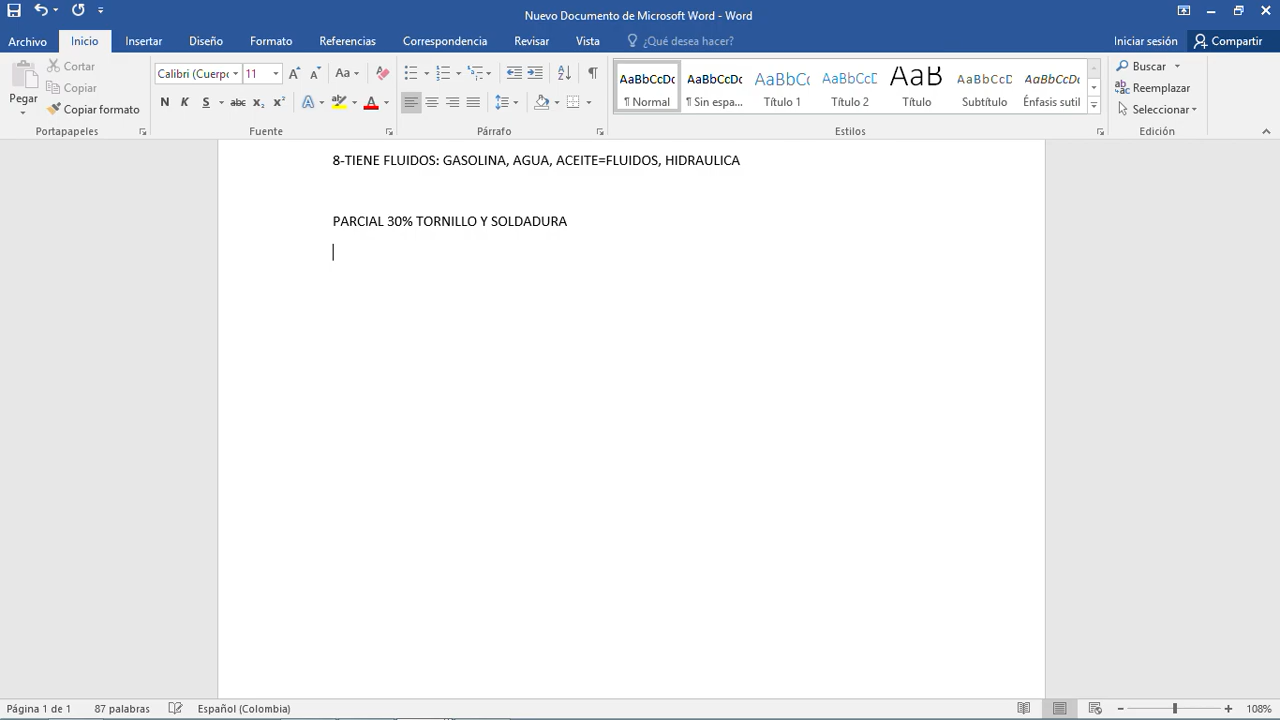 Nuevo Documento de Microsoft Word - Word
Archivo Inicio Insertar Diseño Formato Referencias Correspondencia Revisar Vista ¿Qué desea hacer? Iniciar sesión Compartir
Pegar
Cortar
Copiar
Copiar formato
Portapapeles
Calibri (Cuerpo 11 Aa
N K S abc x₂ x² A A
Fuente
Párrafo
AaBbCcDc AaBbCcDc AaBbCc AaBbCcD AaB AaBbCcD AaBbCcDc
¶ Normal ¶ Sin espa... Título 1 Título 2 Título Subtítulo Énfasis sutil
Estilos
Buscar
Reemplazar
Seleccionar
Edición
8-TIENE FLUIDOS: GASOLINA, AGUA, ACEITE=FLUIDOS, HIDRAULICA
PARCIAL 30% TORNILLO Y SOLDADURA
Página 1 de 1 87 palabras Español (Colombia) 108%